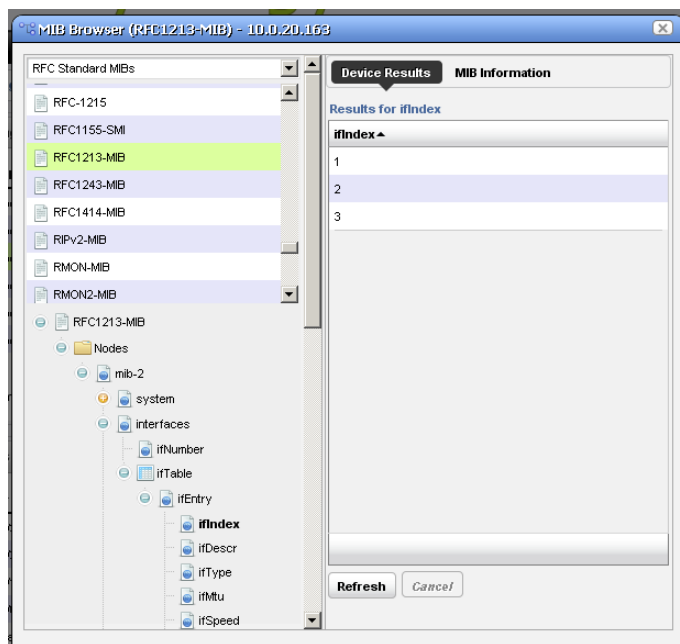 MIB Browser (RFC1213-MIB) - 10.0.20.163
RFC Standard MIBs
RFC-1215
RFC1155-SMI
RFC1213-MIB
RFC1243-MIB
RFC1414-MIB
RIPv2-MIB
RMON-MIB
RMON2-MIB
RFC1213-MIB
Nodes
mib-2
system
interfaces
ifNumber
ifTable
ifEntry
ifIndex
ifDescr
ifType
ifMtu
ifSpeed
Device Results MIB Information
Results for ifIndex
ifIndex
1
2
3
Refresh Cancel